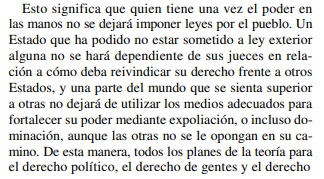 Esto significa que quien tiene una vez el poder en
las manos no se dejará imponer leyes por el pueblo. Un
Estado que ha podido no estar sometido a ley exterior
alguna no se hará dependiente de sus jueces en rela-
ción a cómo deba reivindicar su derecho frente a otros
Estados, y una parte del mundo que se sienta superior
a otras no dejará de utilizar los medios adecuados para
fortalecer su poder mediante expoliación, o incluso do-
minación, aunque las otras no se le opongan en su ca-
mino. De esta manera, todos los planes de la teoría para
el derecho político, el derecho de gentes y el derecho